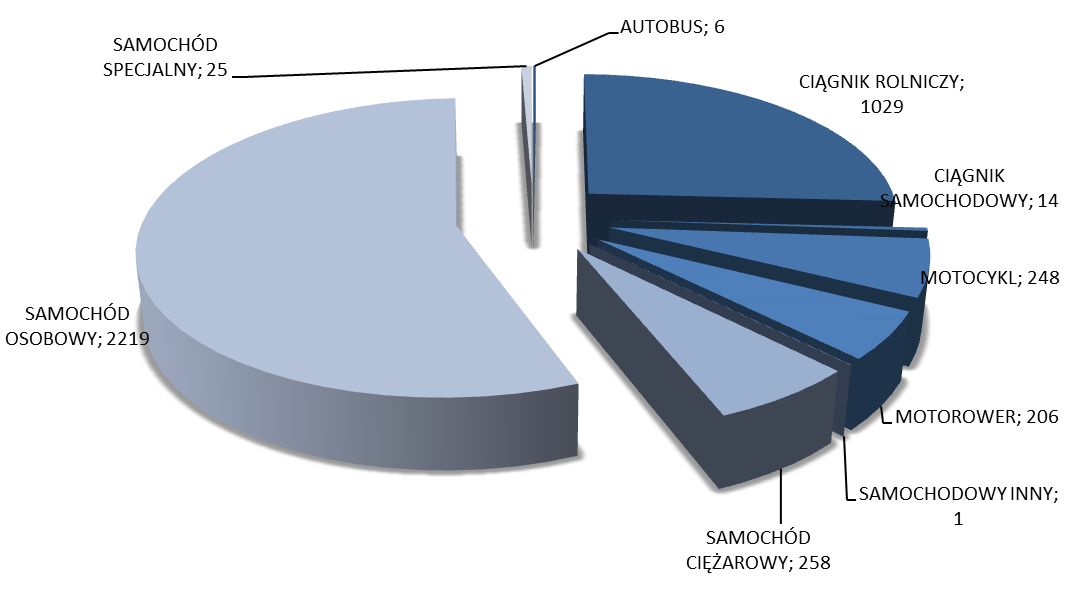 AUTOBUS; 6
SAMOCHÓD
SPECJALNY; 25
CIĄGNIK ROLNICZY;
1029
CIĄGNIK
SAMOCHODOWY; 14
MOTOCYKL; 248
SAMOCHÓD
OSOBOWY; 2219
MOTOROWER; 206
SAMOCHODOWY INNY;
1
SAMOCHÓD
CIĘŻAROWY; 258